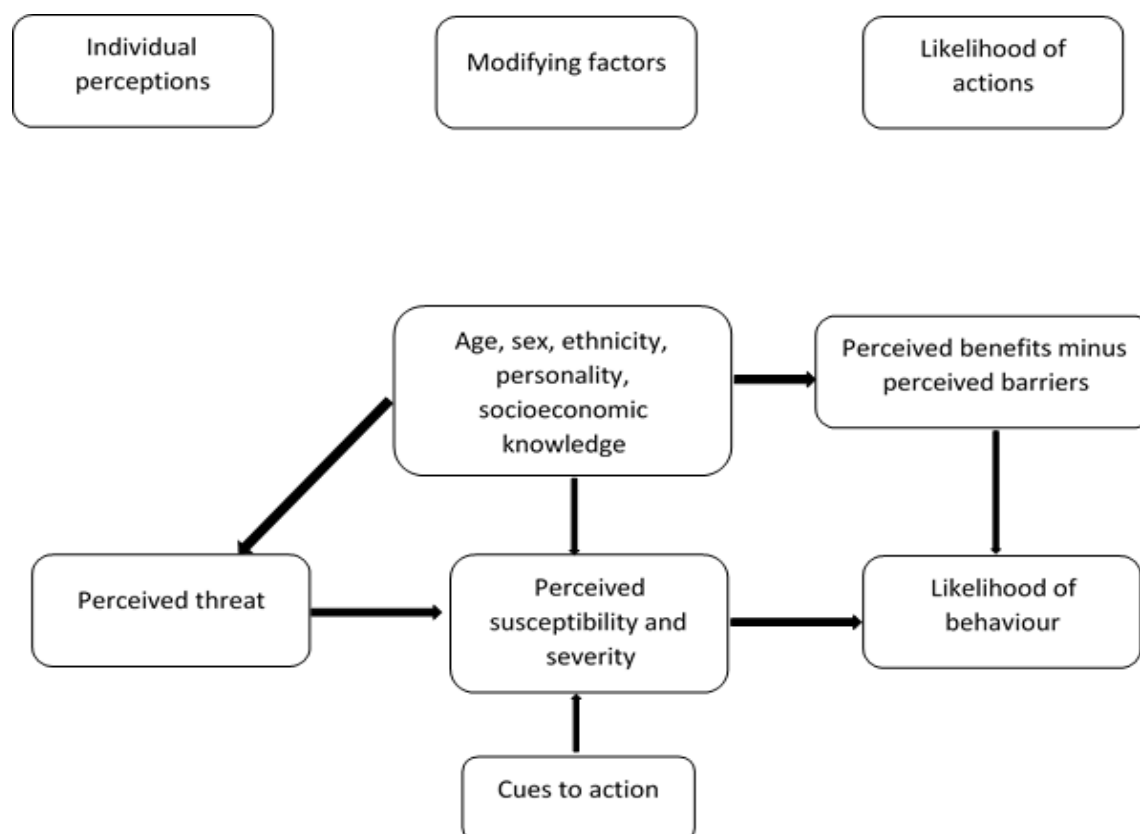 Individual
perceptions
Modifying factors
Likelihood of
actions
Age, sex, ethnicity,
personality,
socioeconomic
knowledge
Perceived benefits minus
perceived barriers
Perceived threat
Perceived
susceptibility and
severity
Likelihood of
behaviour
Cues to action